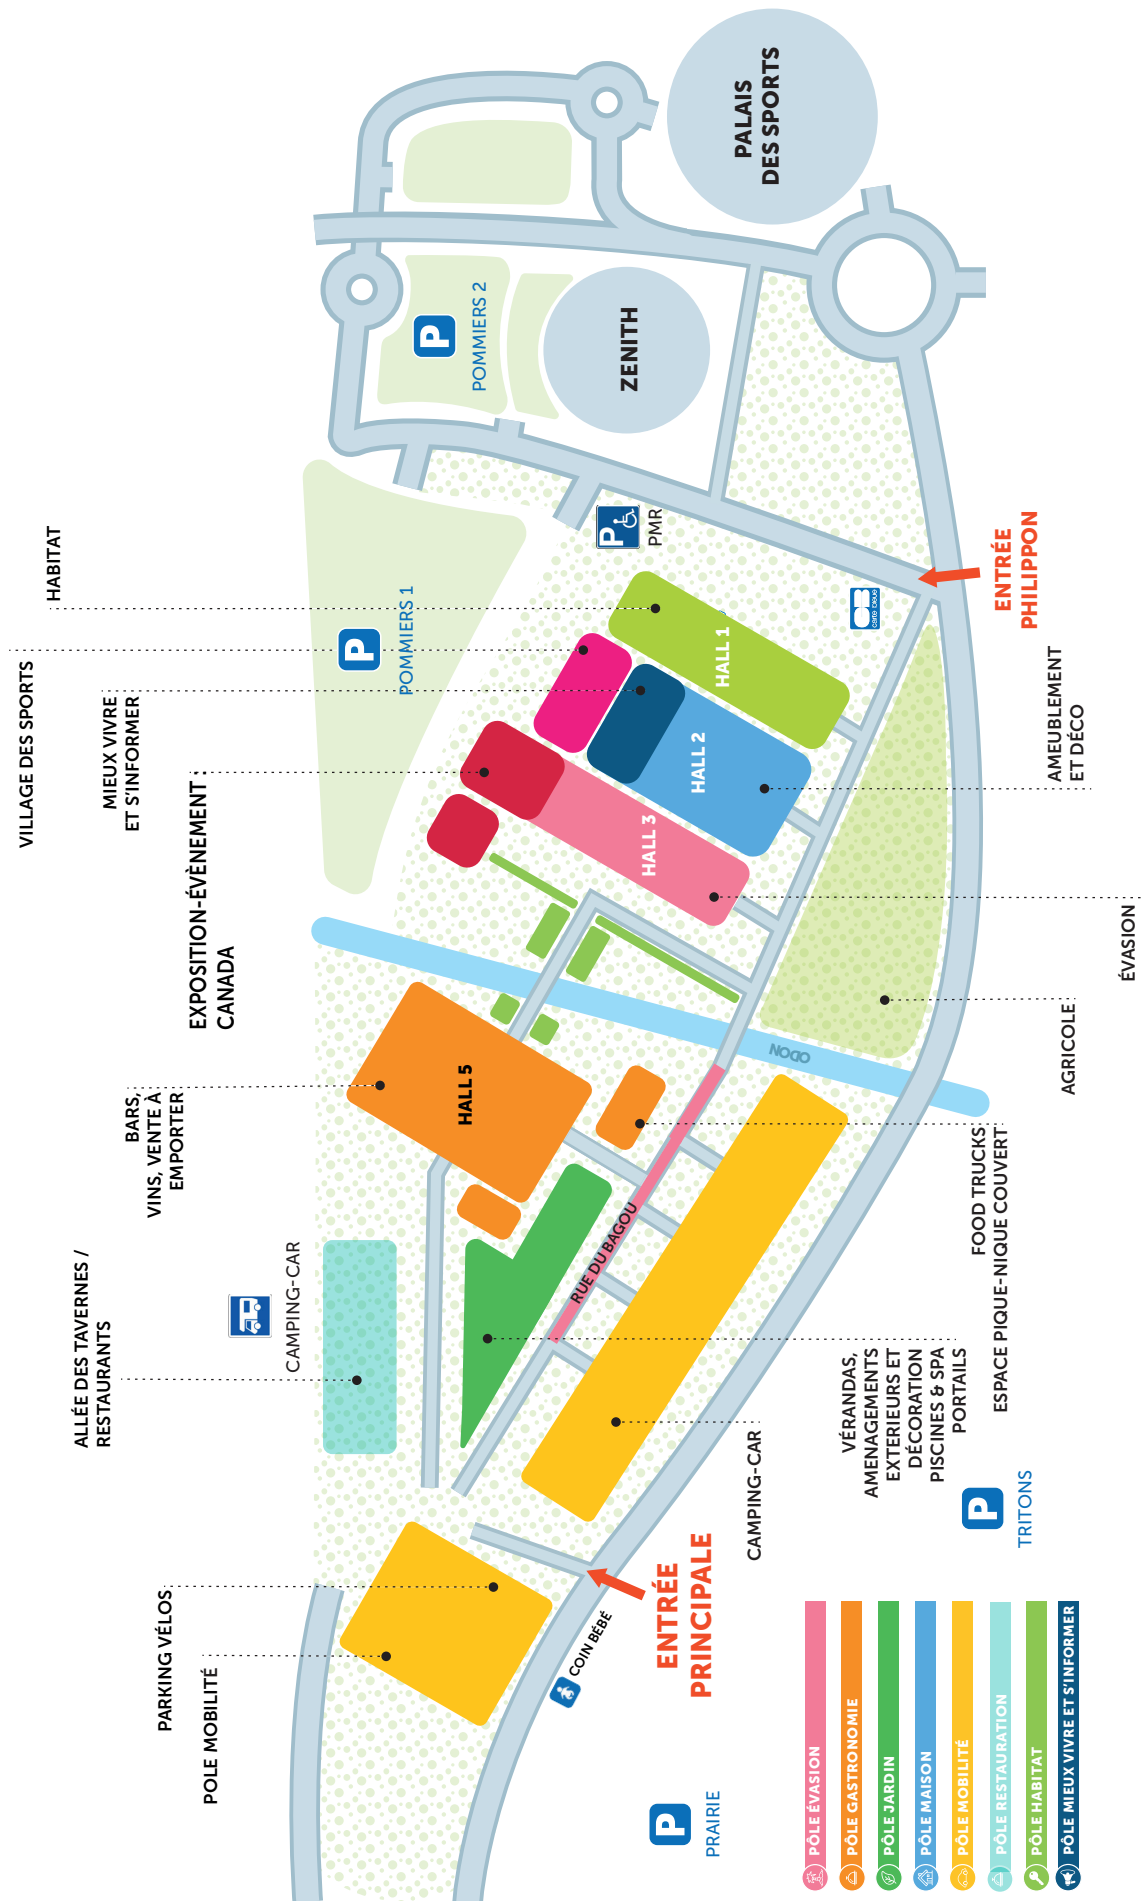 PALAIS
DES SPORTS
ZENITH
P
POMMIERS 2
P
POMMIERS 1
P
PMR
HABITAT
VILLAGE DES SPORTS
MIEUX VIVRE
ET S'INFORMER
EXPOSITION-ÉVÈNEMENT :
CANADA
HALL 1
HALL 2
HALL 3
CB
carte bleue
ENTRÉE
PHILIPPON
AMEUBLEMENT
ET DÉCO
ÉVASION
AGRICOLE
ODON
BARS,
VINS, VENTE À
EMPORTER
HALL 5
FOOD TRUCKS
ESPACE PIQUE-NIQUE COUVERT
RUE DU BAGOU
ALLÉE DES TAVERNES /
RESTAURANTS
CAMPING-CAR
VÉRANDAS,
AMENAGEMENTS
EXTERIEURS ET
DÉCORATION
PISCINES & SPA
PORTAILS
CAMPING-CAR
P
TRITONS
PARKING VÉLOS
POLE MOBILITÉ
ENTRÉE
PRINCIPALE
COIN BÉBÉ
P
PRAIRIE
PÔLE ÉVASION
PÔLE GASTRONOMIE
PÔLE JARDIN
PÔLE MAISON
PÔLE MOBILITÉ
PÔLE RESTAURATION
PÔLE HABITAT
PÔLE MIEUX VIVRE ET S'INFORMER